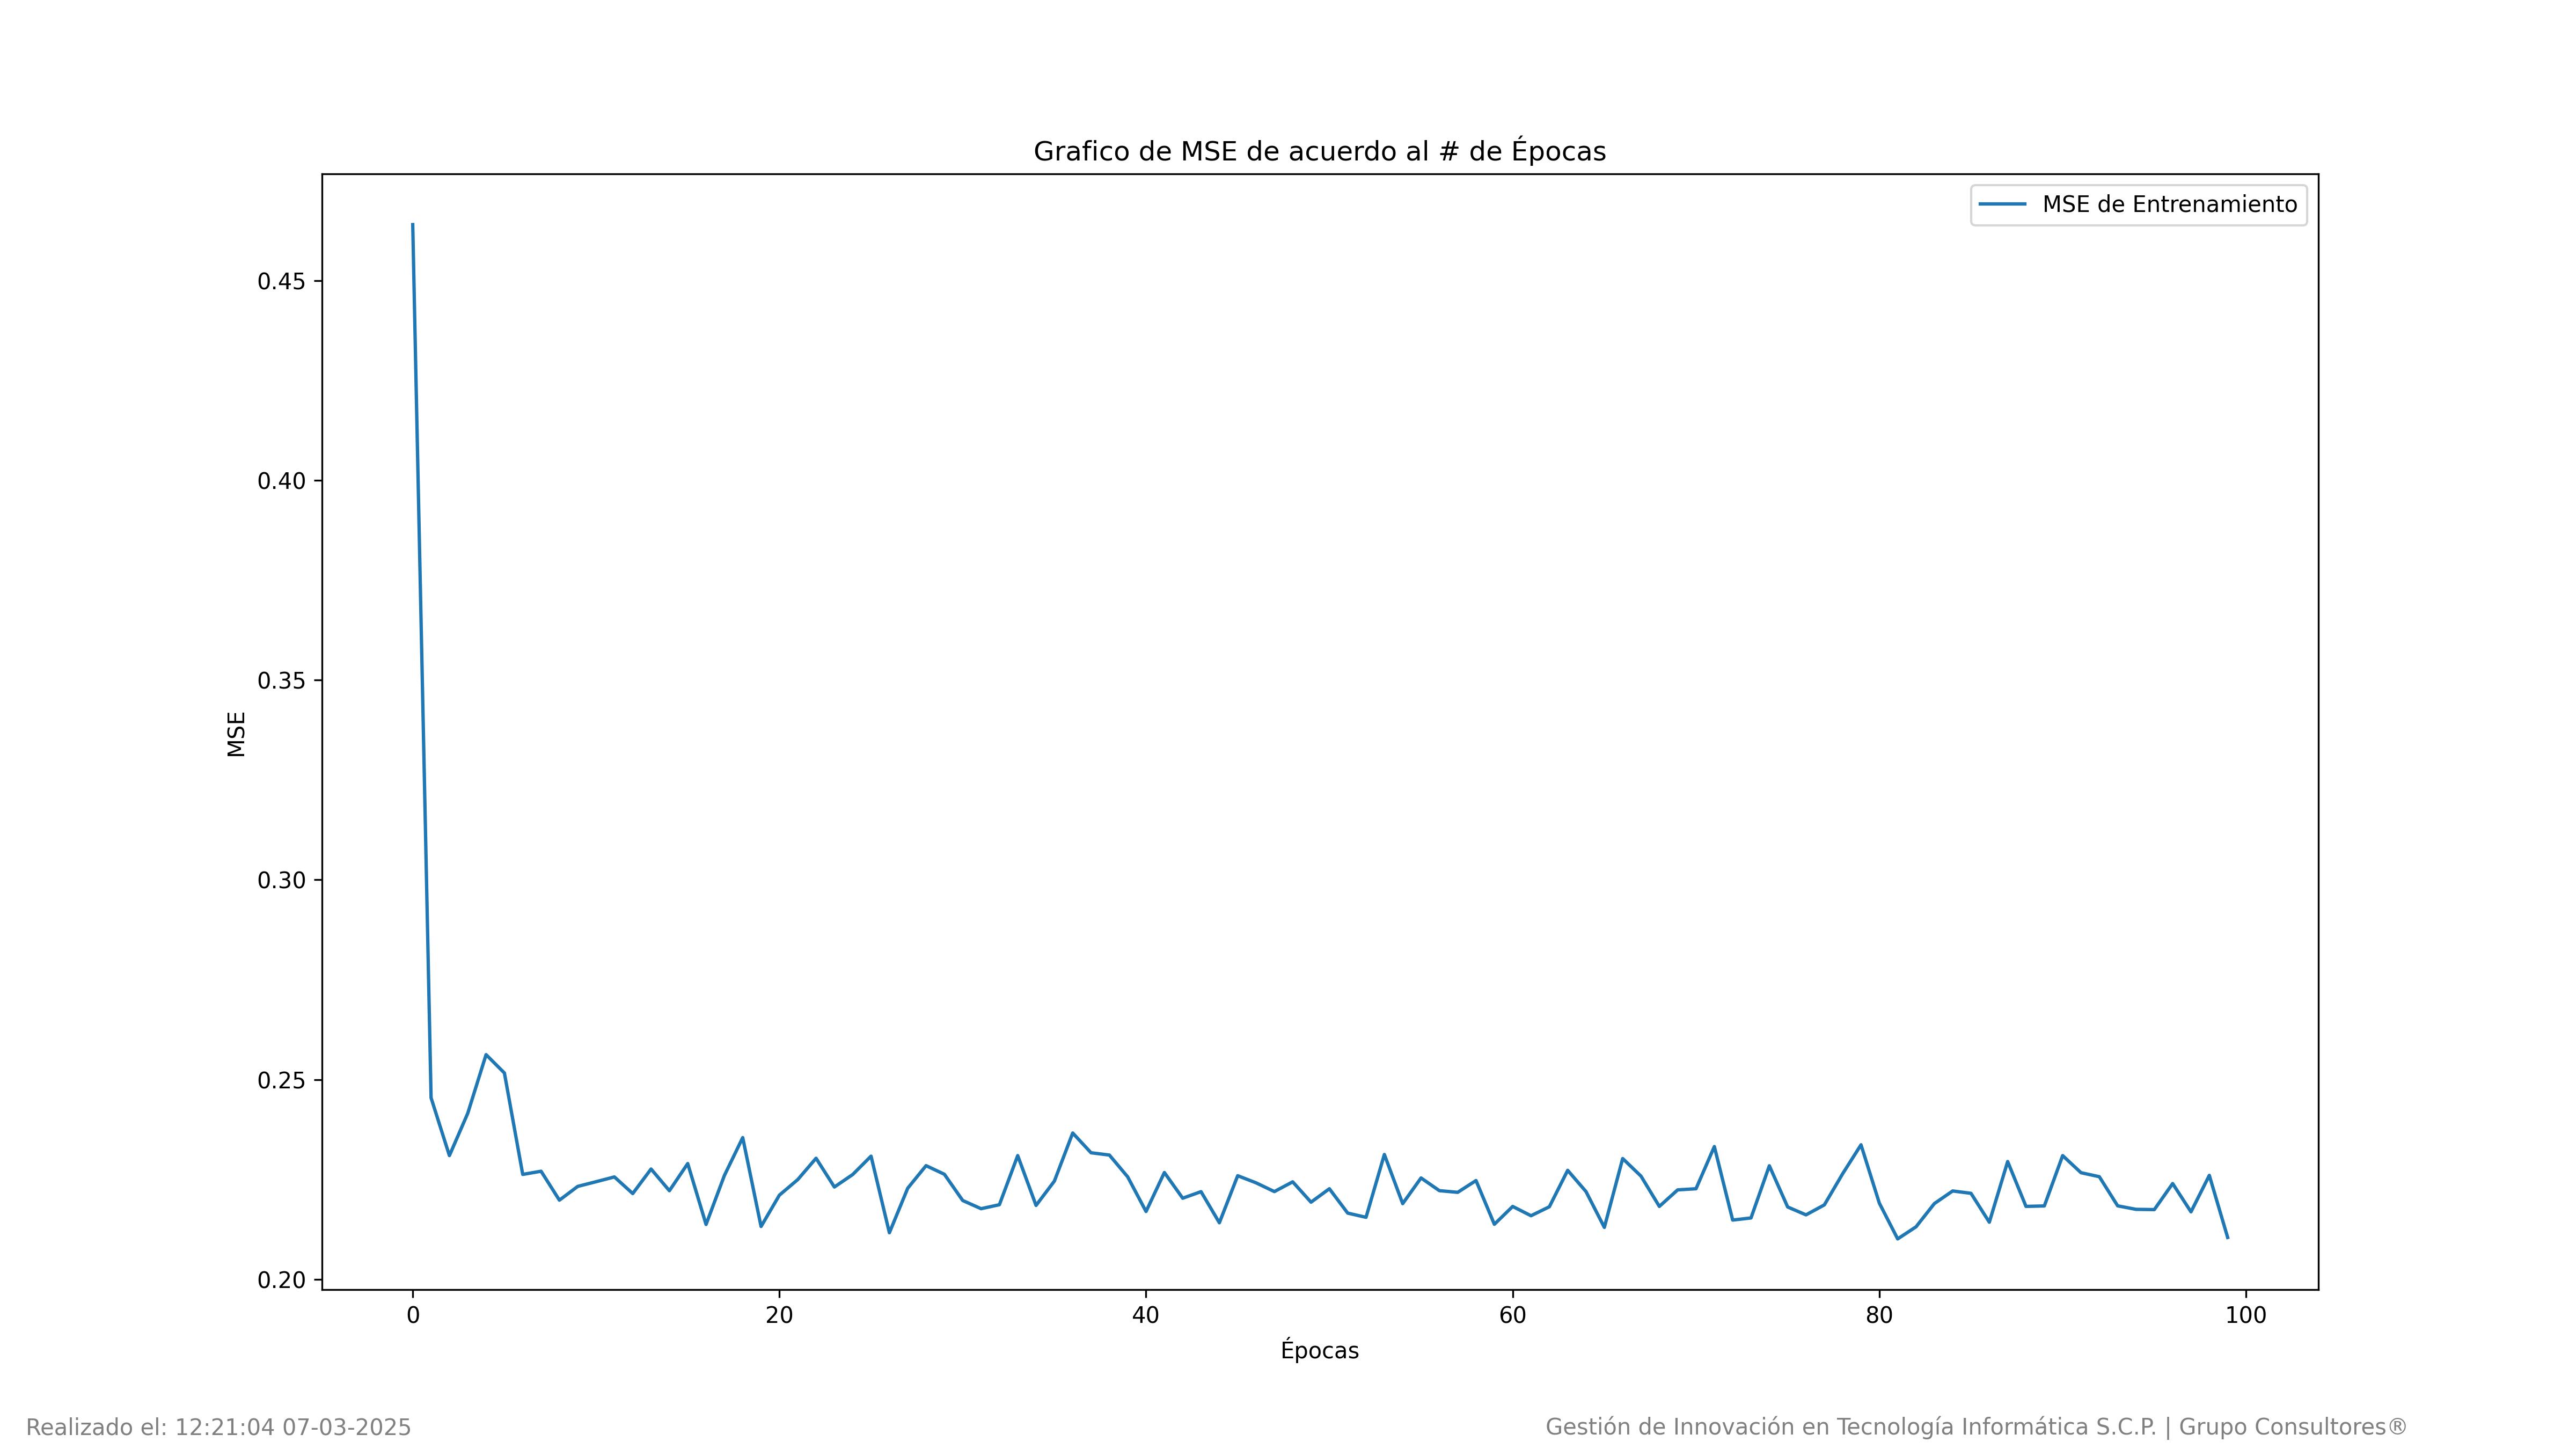 Grafico de MSE de acuerdo al # de Épocas
MSE de Entrenamiento
0.45
0.40
0.35
0.30
0.25
0.20
MSE
0 20 40 60 80 100
Épocas
Realizado el: 12:21:04 07-03-2025
Gestión de Innovación en Tecnología Informática S.C.P. | Grupo Consultores®